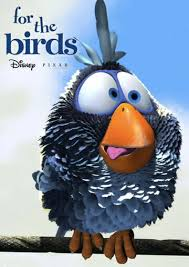 for the
birds
Disney PIXAR